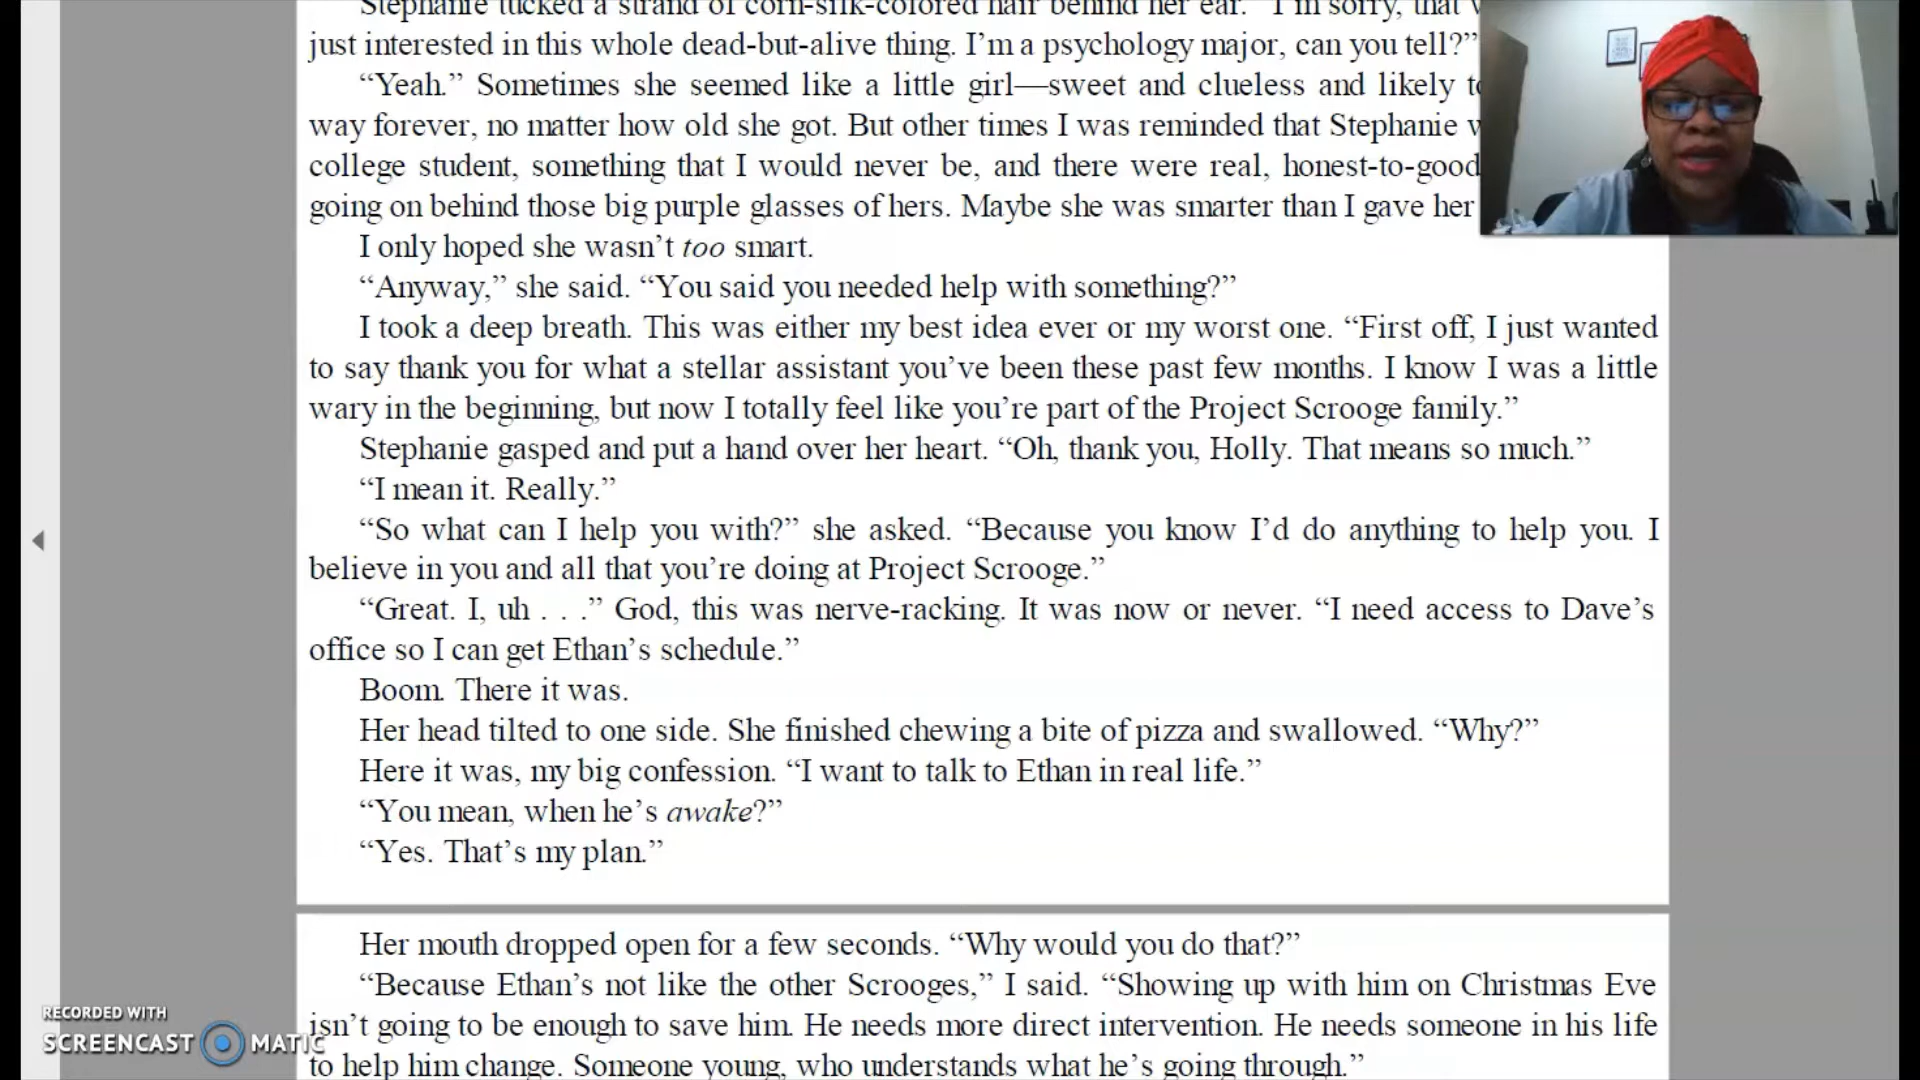 Stephanie tucked a strand of corn-silk-colored hair behind her ear. “I’m sorry, that
just interested in this whole dead-but-alive thing. I’m a psychology major, can you tell?”
“Yeah.” Sometimes she seemed like a little girl—sweet and clueless and likely
way forever, no matter how old she got. But other times I was reminded that Stephanie
college student, something that I would never be, and there were real, honest-to-good
going on behind those big purple glasses of hers. Maybe she was smarter than I gave her
I only hoped she wasn’t too smart.
“Anyway,” she said. “You said you needed help with something?”
I took a deep breath. This was either my best idea ever or my worst one. “First off, I just wanted
to say thank you for what a stellar assistant you’ve been these past few months. I know I was a little
wary in the beginning, but now I totally feel like you’re part of the Project Scrooge family.”
Stephanie gasped and put a hand over her heart. “Oh, thank you, Holly. That means so much.”
“I mean it. Really.”
“So what can I help you with?” she asked. “Because you know I’d do anything to help you. I
believe in you and all that you’re doing at Project Scrooge.”
“Great. I, uh . . .” God, this was nerve-racking. It was now or never. “I need access to Dave’s
office so I can get Ethan’s schedule.”
Boom. There it was.
Her head tilted to one side. She finished chewing a bite of pizza and swallowed. “Why?”
Here it was, my big confession. “I want to talk to Ethan in real life.”
“You mean, when he’s awake?”
“Yes. That’s my plan.”
Her mouth dropped open for a few seconds. “Why would you do that?”
“Because Ethan’s not like the other Scrooges,” I said. “Showing up with him on Christmas Eve
isn’t going to be enough to save him. He needs more direct intervention. He needs someone in his life
to help him change. Someone young, who understands what he’s going through.”
RECORDED WITH
SCREENCAST MATIC